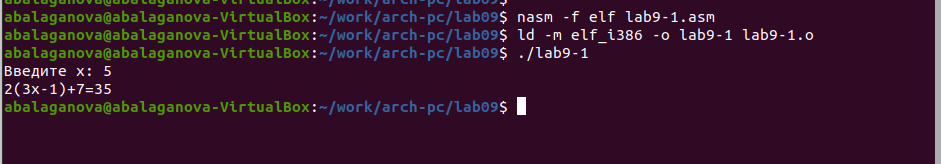 abalaganova@abalaganova-VirtualBox:~/work/arch-pc/lab09$ nasm -f elf lab9-1.asm
abalaganova@abalaganova-VirtualBox:~/work/arch-pc/lab09$ ld -m elf_i386 -o lab9-1 lab9-1.o
abalaganova@abalaganova-VirtualBox:~/work/arch-pc/lab09$ ./lab9-1
Введите x: 5
2(3x-1)+7=35
abalaganova@abalaganova-VirtualBox:~/work/arch-pc/lab09$